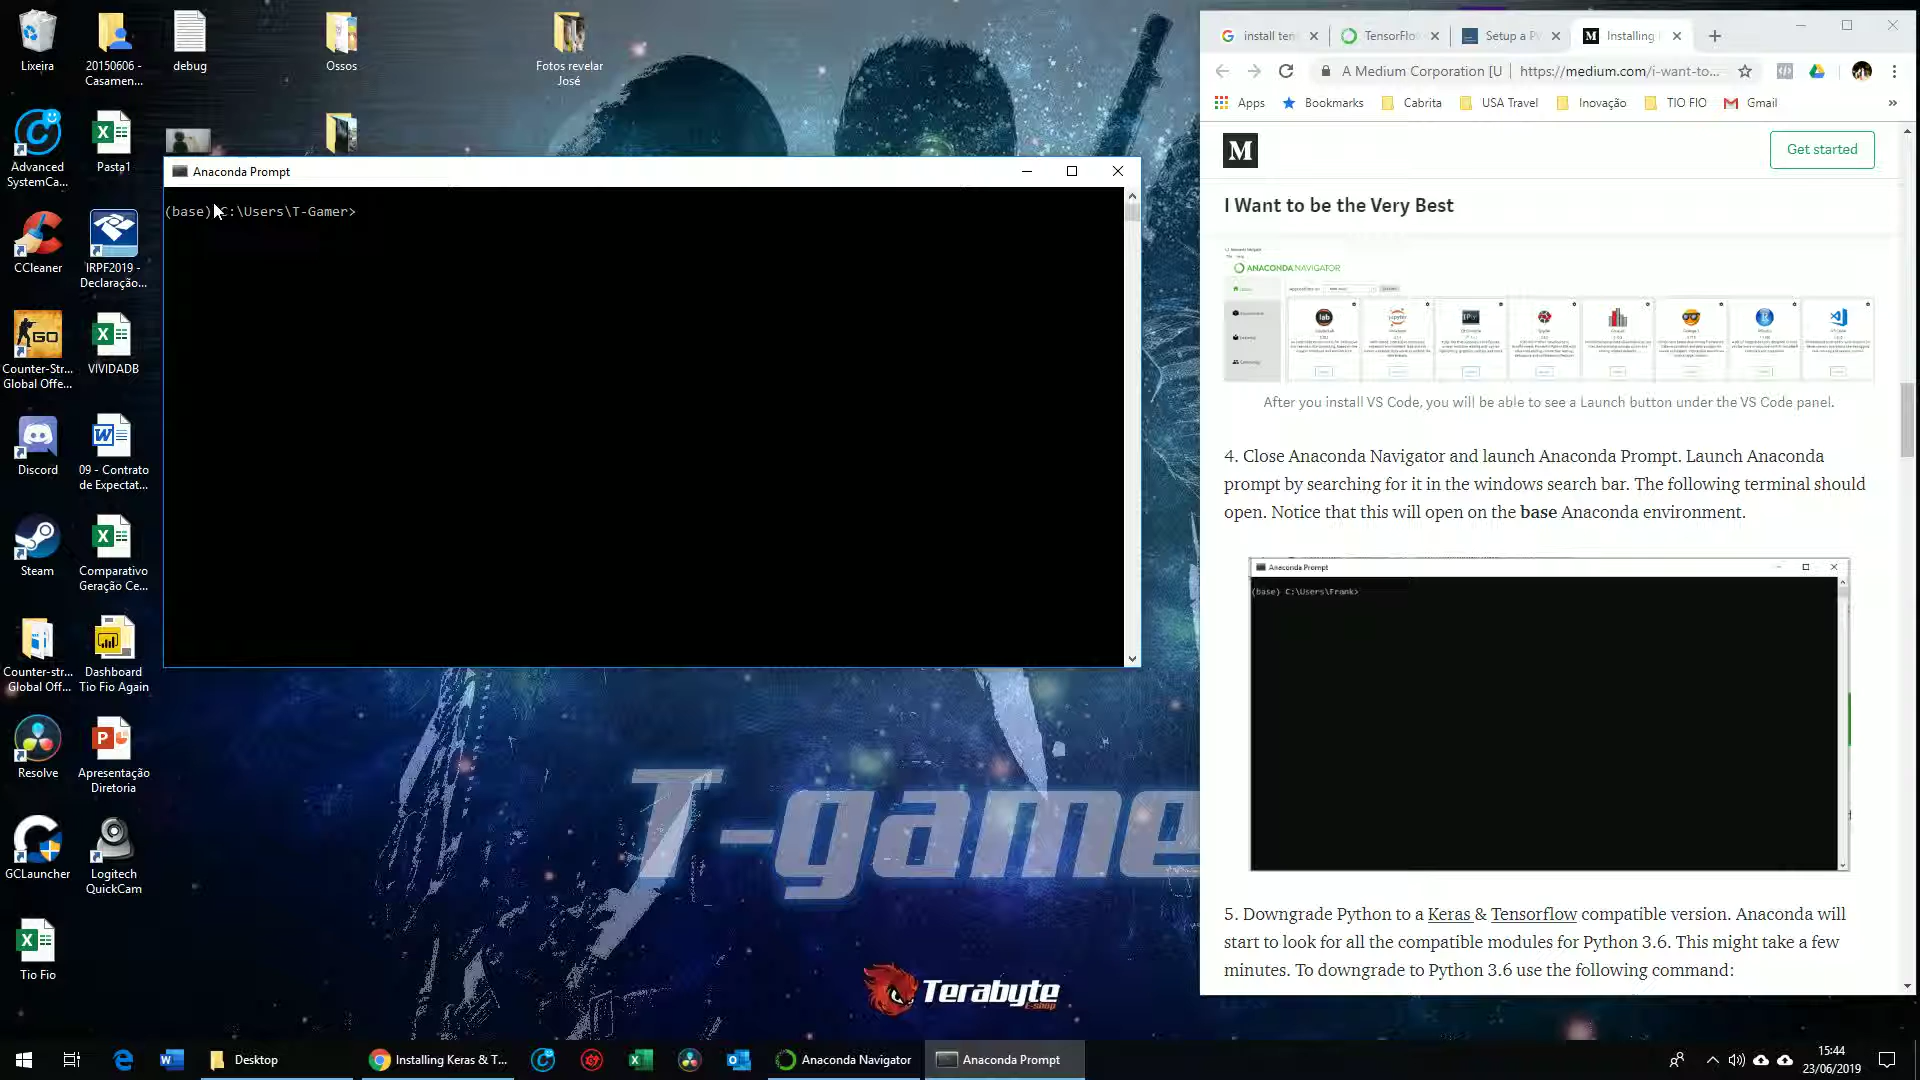 Lixeira
20150606 -
Casamen...
debug
Ossos
Fotos revelar
José
Advanced
SystemCa...
Pasta1
CCleaner
IRPF2019 -
Declaração...
Counter-Str...
Global Offe...
VÍVIDADB
Discord
09 - Contrato
de Expectat...
Steam
Comparativo
Geração Ce...
Counter-str...
Global Off...
Dashboard
Tio Fio Again
Resolve
Apresentação
Diretoria
GCLauncher
Logitech
QuickCam
Tio Fio
Anaconda Prompt
(base) C:\Users\T-Gamer>
T-game
Terabyte
E-shop
install ten
TensorFlo
Setup a P
Installing
A Medium Corporation [U
https://medium.com/i-want-to...
Apps
Bookmarks
Cabrita
USA Travel
Inovação
TIO FIO
Gmail
»
M
Get started
I Want to be the Very Best
ANACONDA NAVIGATOR
After you install VS Code, you will be able to see a Launch button under the VS Code panel.
4. Close Anaconda Navigator and launch Anaconda Prompt. Launch Anaconda
prompt by searching for it in the windows search bar. The following terminal should
open. Notice that this will open on the base Anaconda environment.
Anaconda Prompt
(base) C:\Users\Frank>
5. Downgrade Python to a Keras & Tensorflow compatible version. Anaconda will
start to look for all the compatible modules for Python 3.6. This might take a few
minutes. To downgrade to Python 3.6 use the following command:
Desktop
Installing Keras & T...
Anaconda Navigator
Anaconda Prompt
15:44
23/06/2019